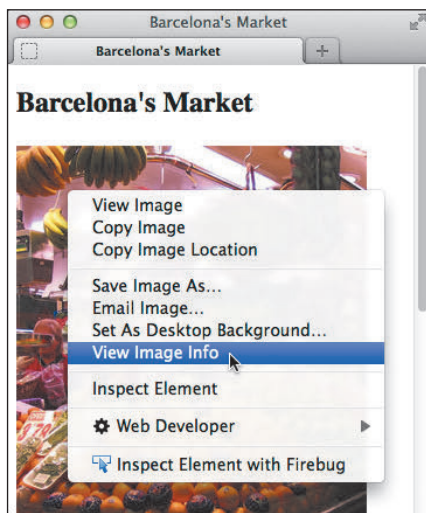 Barcelona's Market
Barcelona's Market
Barcelona's Market
View Image
Copy Image
Copy Image Location
Save Image As...
Email Image...
Set As Desktop Background...
View Image Info
Inspect Element
Web Developer
Inspect Element with Firebug